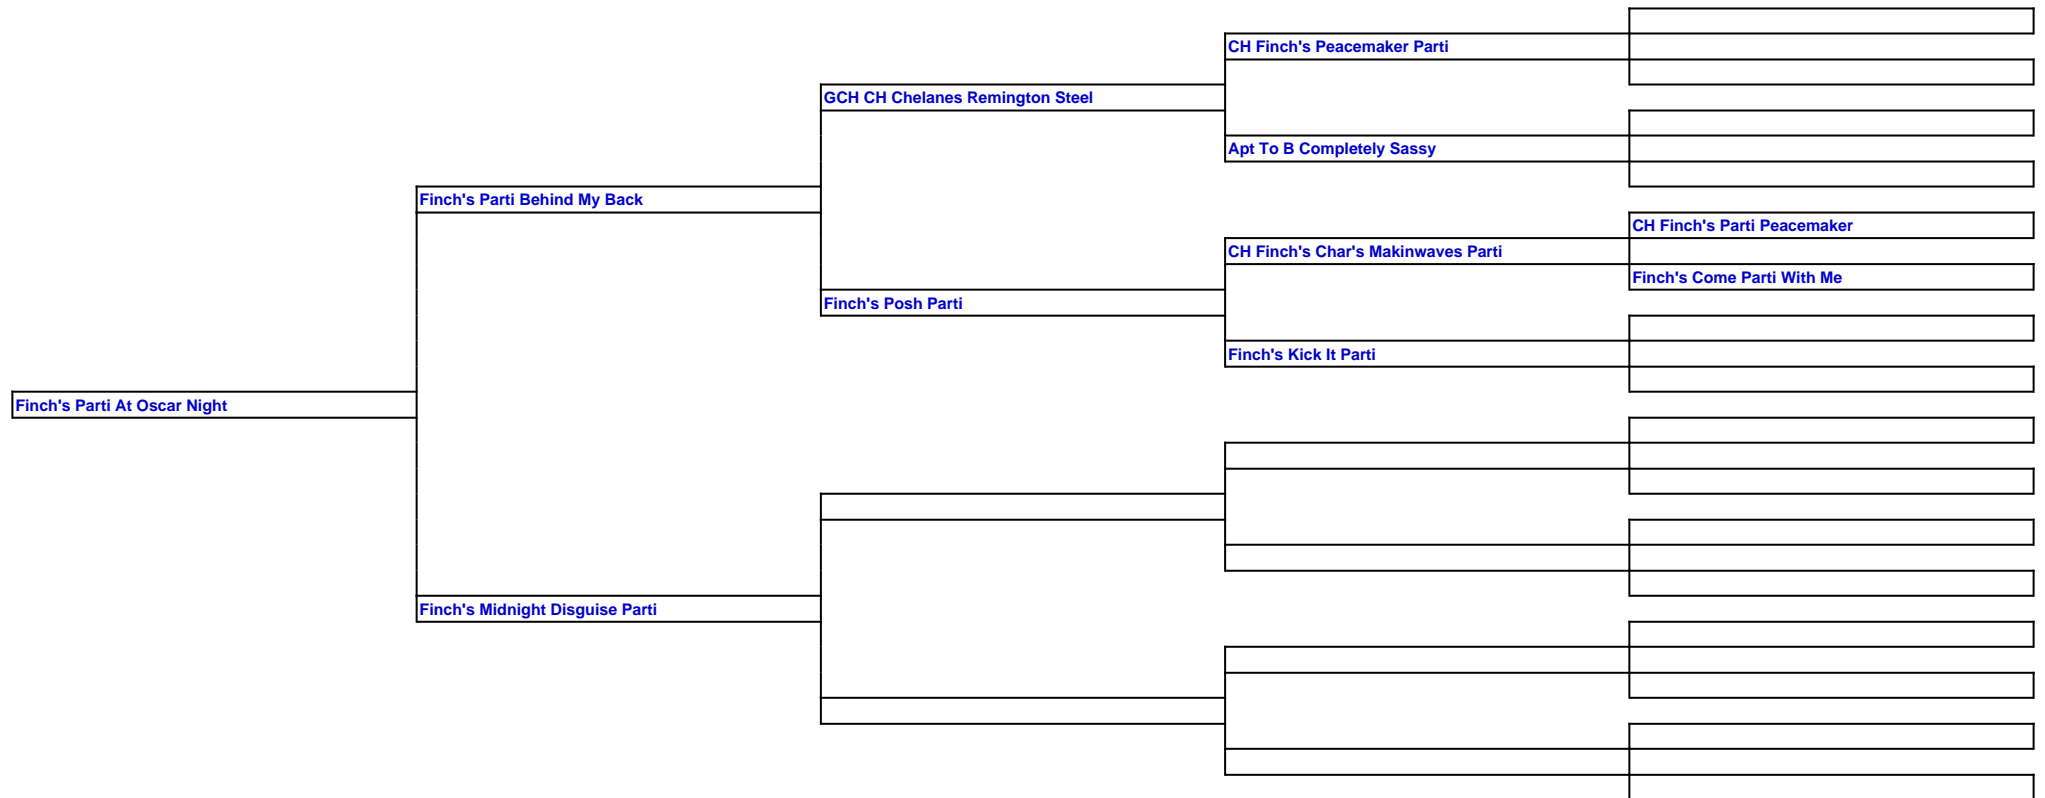 CH Finch's Peacemaker Parti
GCH CH Chelanes Remington Steel
Apt To B Completely Sassy
Finch's Parti Behind My Back
CH Finch's Parti Peacemaker
CH Finch's Char's Makinwaves Parti
Finch's Come Parti With Me
Finch's Posh Parti
Finch's Kick It Parti
Finch's Parti At Oscar Night
Finch's Midnight Disguise Parti